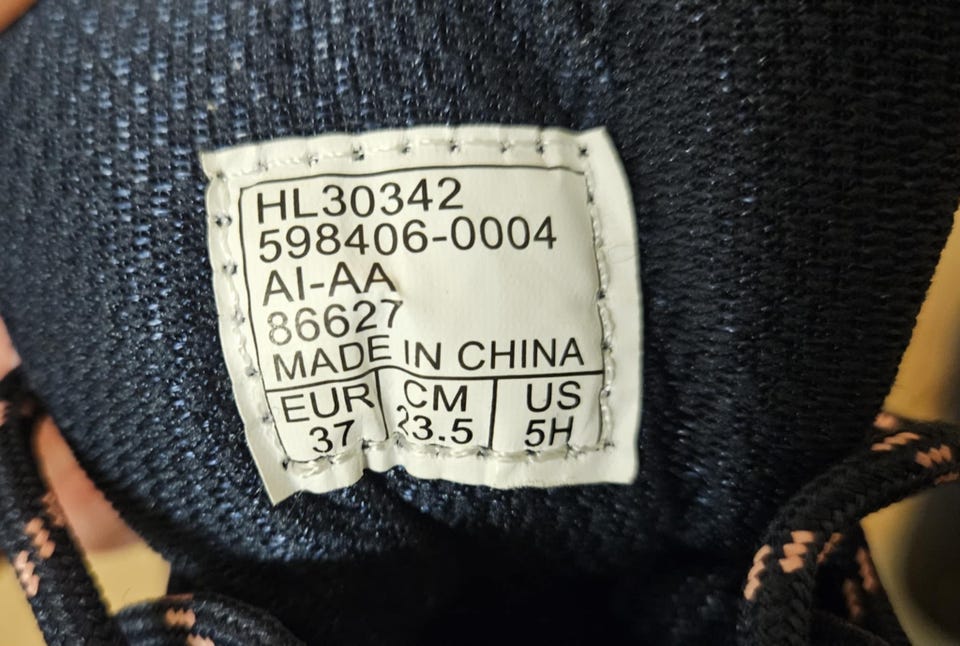 HL30342
598406-0004
AI-AA
86627
MADE IN CHINA
EUR CM US
37 23.5 5H